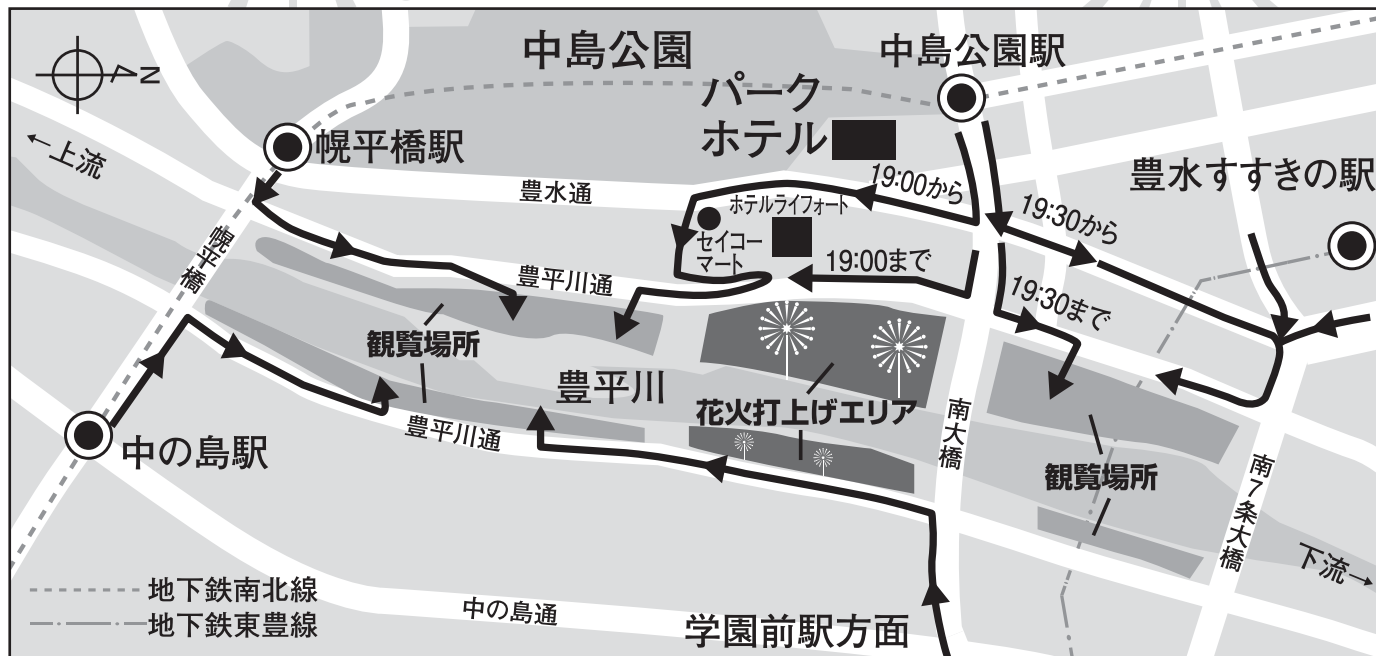 N
中島公園
中島公園駅
パーク
ホテル
←上流
幌平橋駅
19:00から
豊水すすきの駅
豊水通
ホテルライフォート
セイコー
マート
19:30から
幌平橋
豊平川通
19:00まで
19:30まで
観覧場所
豊平川
花火打上げエリア
南大橋
豊平川通
中の島駅
観覧場所
南7条大橋
下流→
地下鉄南北線
地下鉄東豊線
中の島通
学園前駅方面